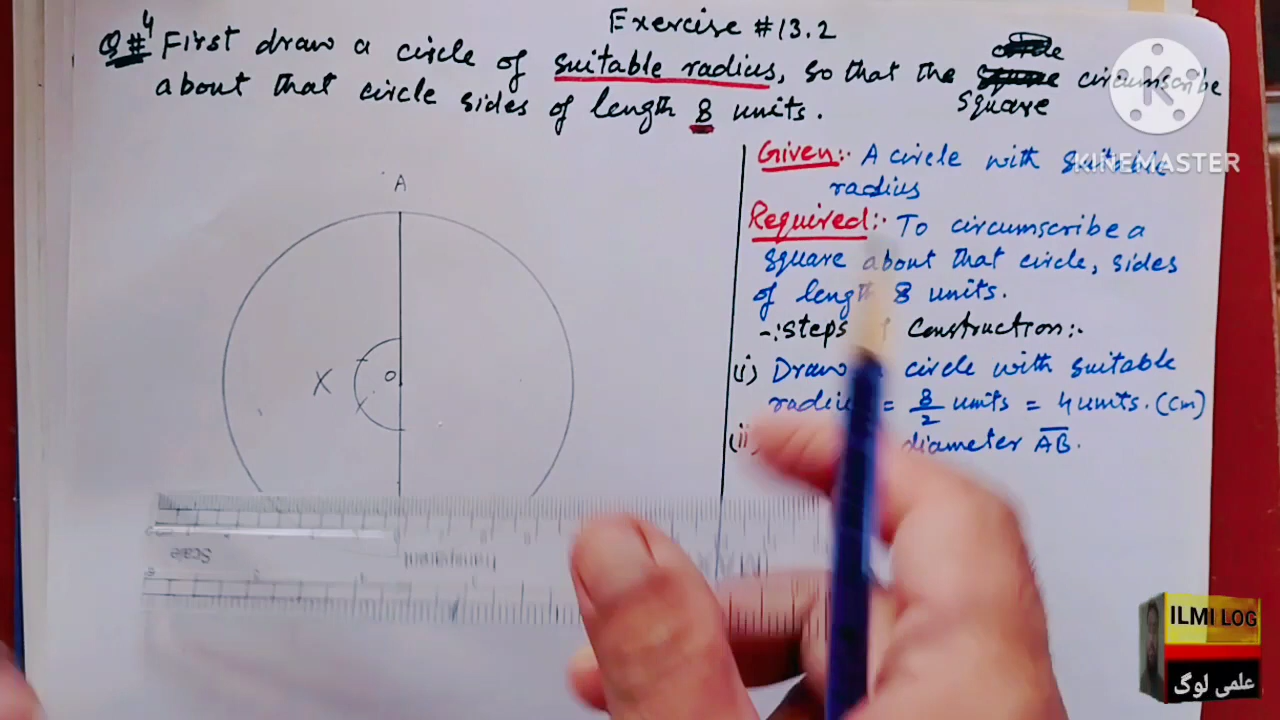 Exercise #13.2
Q#4 First draw a circle of suitable radius, so that the circumscribe
square
about that circle sides of length 8 units.
Given:- A circle with suitable
radius
Required:- To circumscribe a
square about that circle, sides
of length 8 units.
-:Steps Construction:-
(i) Draw circle with suitable
radius = 8/2 units = 4 units. (cm)
(ii) diameter AB.
A
X
O
Scale
Transparent
K
KINEMASTER
ILMI LOG
علمی لوگ